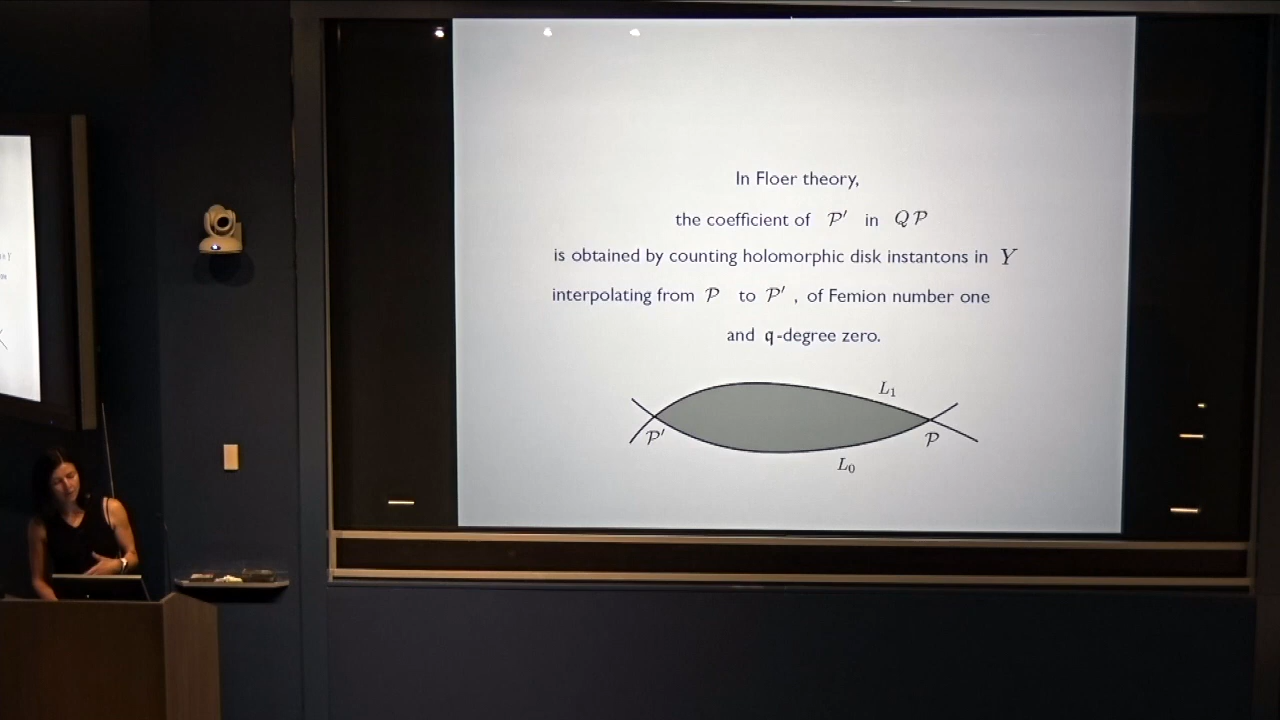 In Floer theory,
the coefficient of 𝒫′ in Q𝒫
is obtained by counting holomorphic disk instantons in Y
interpolating from 𝒫 to 𝒫′ , of Femion number one
and q-degree zero.
L₁
𝒫′ 𝒫
L₀